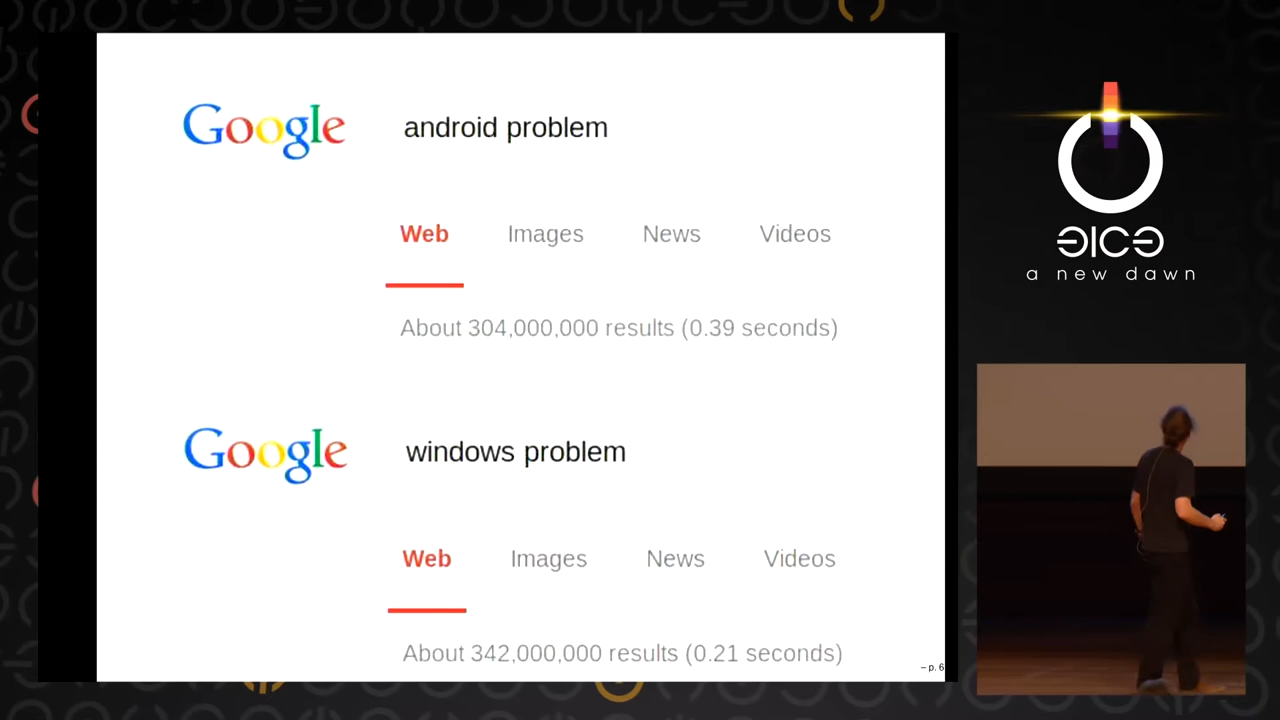 Google android problem
Web Images News Videos
About 304,000,000 results (0.39 seconds)
Google windows problem
Web Images News Videos
About 342,000,000 results (0.21 seconds)
– p. 6
31C3
a new dawn